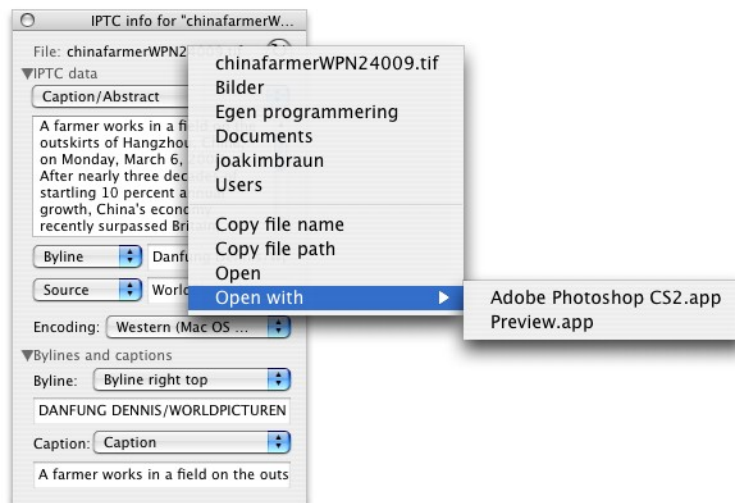 IPTC info for "chinafarmerW...
File: chinafarmerWPN2
chinafarmerWPN24009.tif
Bilder
Egen programmering
Documents
joakimbraun
Users
Copy file name
Copy file path
Open
Open with
Adobe Photoshop CS2.app
Preview.app
IPTC data
Caption/Abstract
A farmer works in a fi
outskirts of Hangzhou,
on Monday, March 6,
After nearly three dec
startling 10 percent a
growth, China's econ
recently surpassed Bri
Byline
Danfung
Source
World
Encoding: Western (Mac OS ...
Bylines and captions
Byline: Byline right top
DANFUNG DENNIS/WORLDPICTUREN
Caption: Caption
A farmer works in a field on the outs